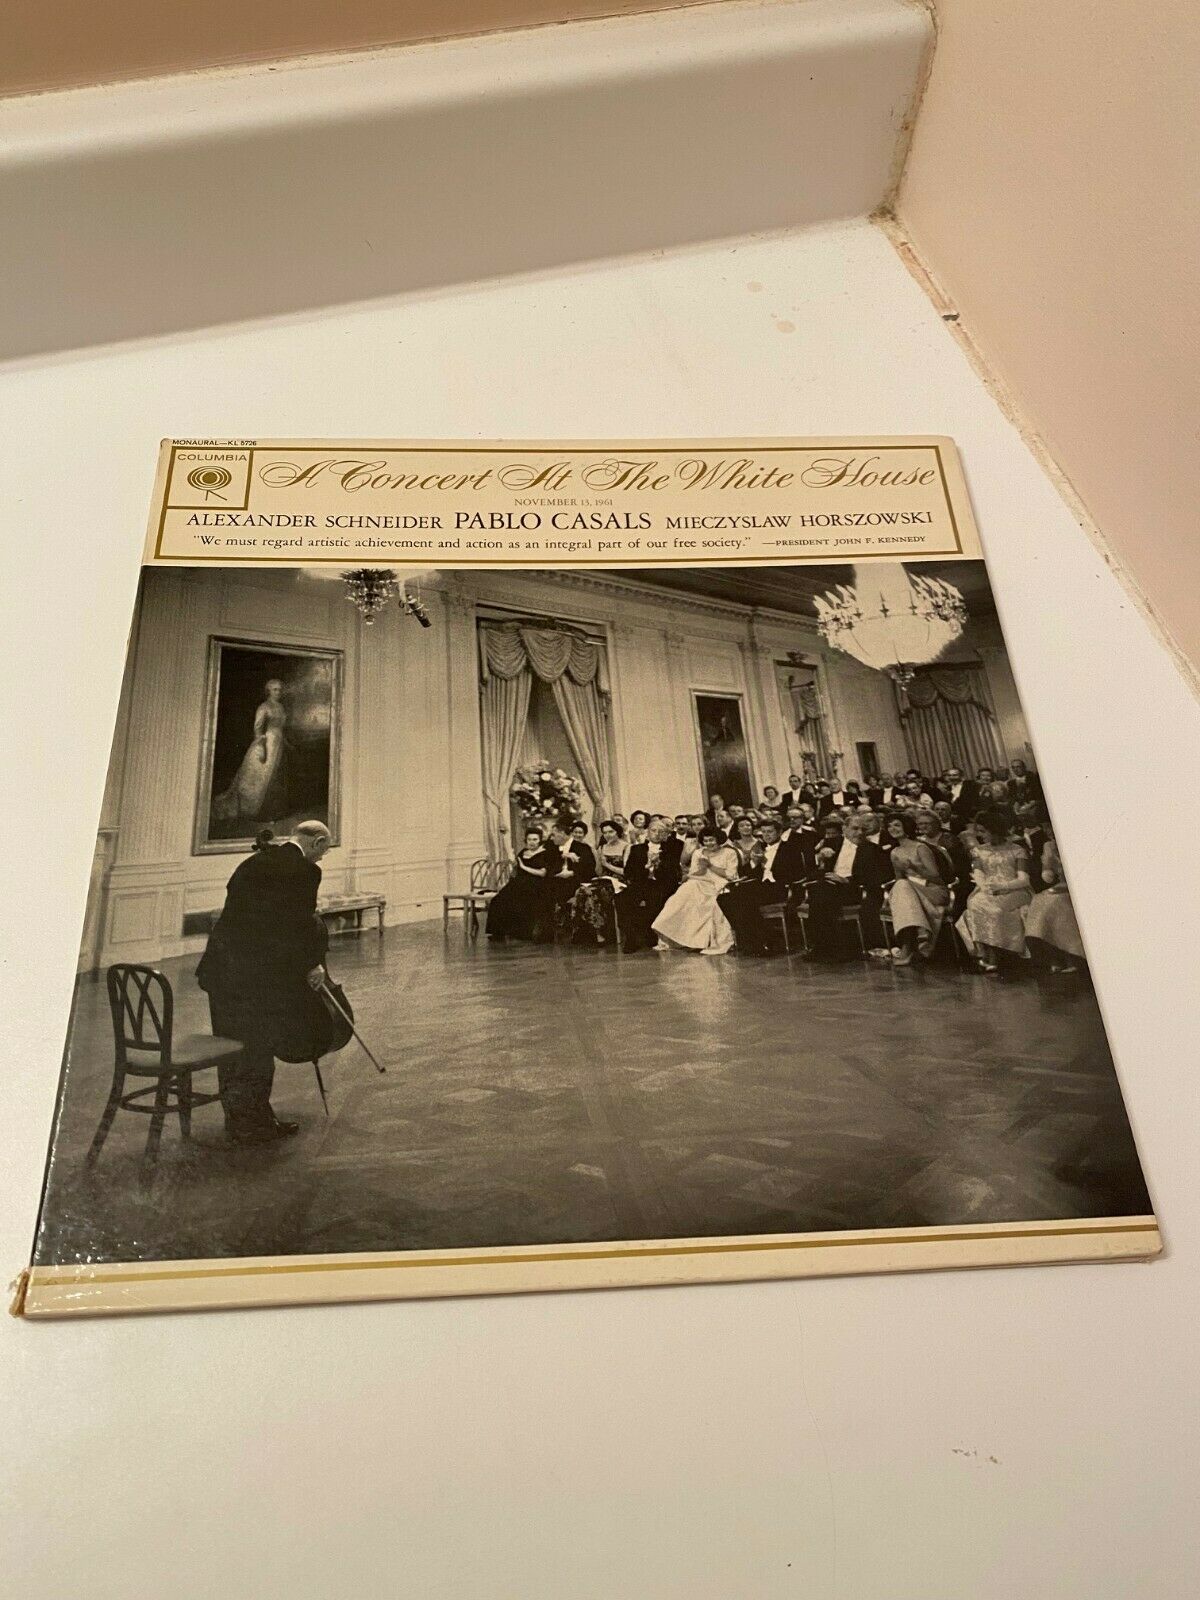 MONAURAL—KL 5726
COLUMBIA
A Concert At The White House
NOVEMBER 13, 1961
ALEXANDER SCHNEIDER PABLO CASALS MIECZYSLAW HORSZOWSKI
"We must regard artistic achievement and action as an integral part of our free society." —PRESIDENT JOHN F. KENNEDY